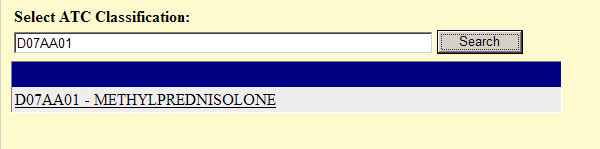 Select ATC Classification:
D07AA01
Search
D07AA01 - METHYLPREDNISOLONE